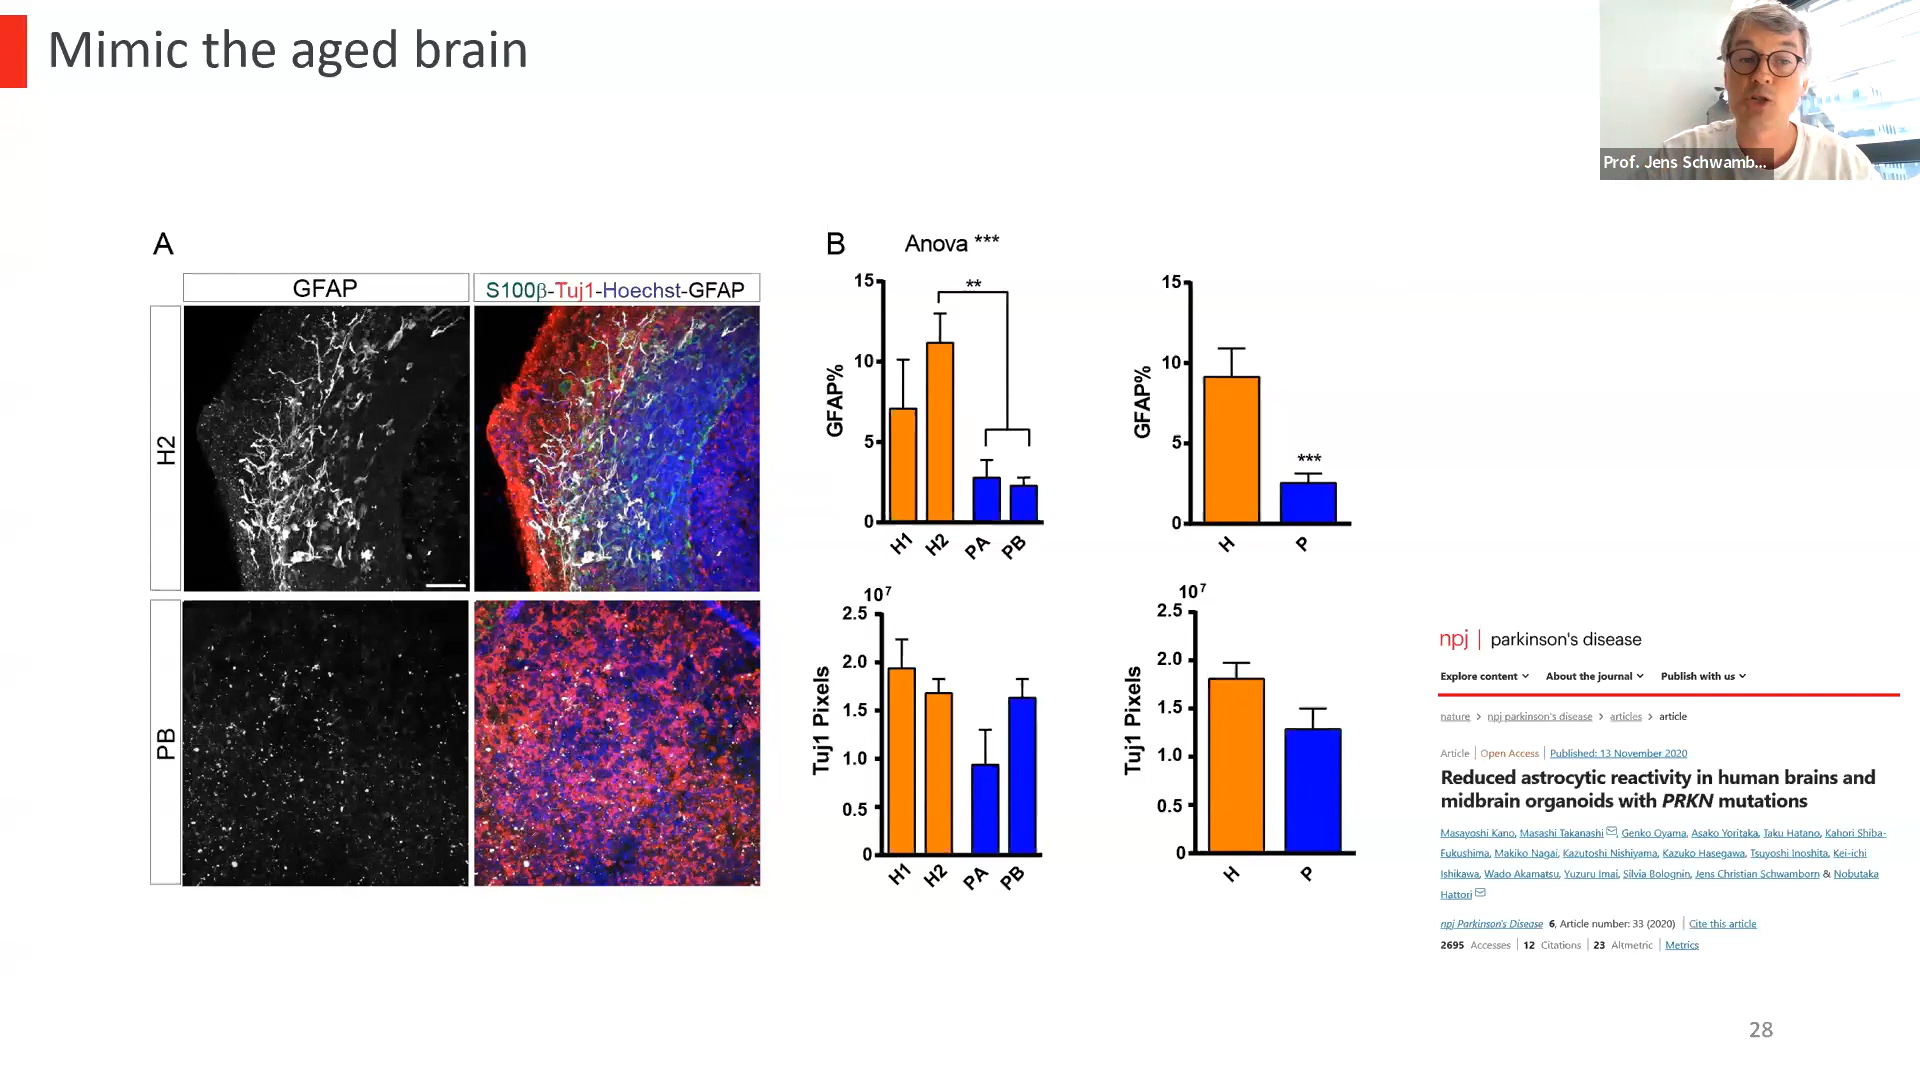 Mimic the aged brain
Prof. Jens Schwamb...
A
GFAP
S100β-Tuj1-Hoechst-GFAP
H2
PB
B
Anova ***
15
10
5
0
GFAP%
**
H1
H2
PA
PB
15
10
5
0
GFAP%
***
H
P
10⁷
2.5
2.0
1.5
1.0
0.5
0
Tuj1 Pixels
H1
H2
PA
PB
10⁷
2.5
2.0
1.5
1.0
0.5
0
Tuj1 Pixels
H
P
npj | parkinson's disease
Explore content About the journal Publish with us
nature > npj parkinson's disease > articles > article
Article | Open Access | Published: 13 November 2020
Reduced astrocytic reactivity in human brains and
midbrain organoids with PRKN mutations
Masayoshi Kano, Masashi Takanashi, Genko Oyama, Asako Yoritaka, Taku Hatano, Kahori Shiba-
Fukushima, Makiko Nagai, Kazutoshi Nishiyama, Kazuko Hasegawa, Tsuyoshi Inoshita, Kei-ichi
Ishikawa, Wado Akamatsu, Yuzuru Imai, Silvia Bolognin, Jens Christian Schwamborn & Nobutaka
Hattori
npj Parkinson's Disease 6, Article number: 33 (2020) | Cite this article
2695 Accesses | 12 Citations | 23 Altmetric | Metrics
28